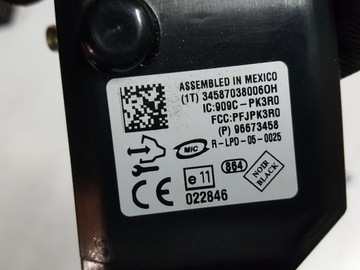 ASSEMBLED IN MEXICO
(1T) 34587038006OH
IC:909C-PK3R0
FCC:PFJPK3R0
(P) 96673458
R-LPD-05-0025
MIC
864
NOIR
BLACK
CE
e 11
022846